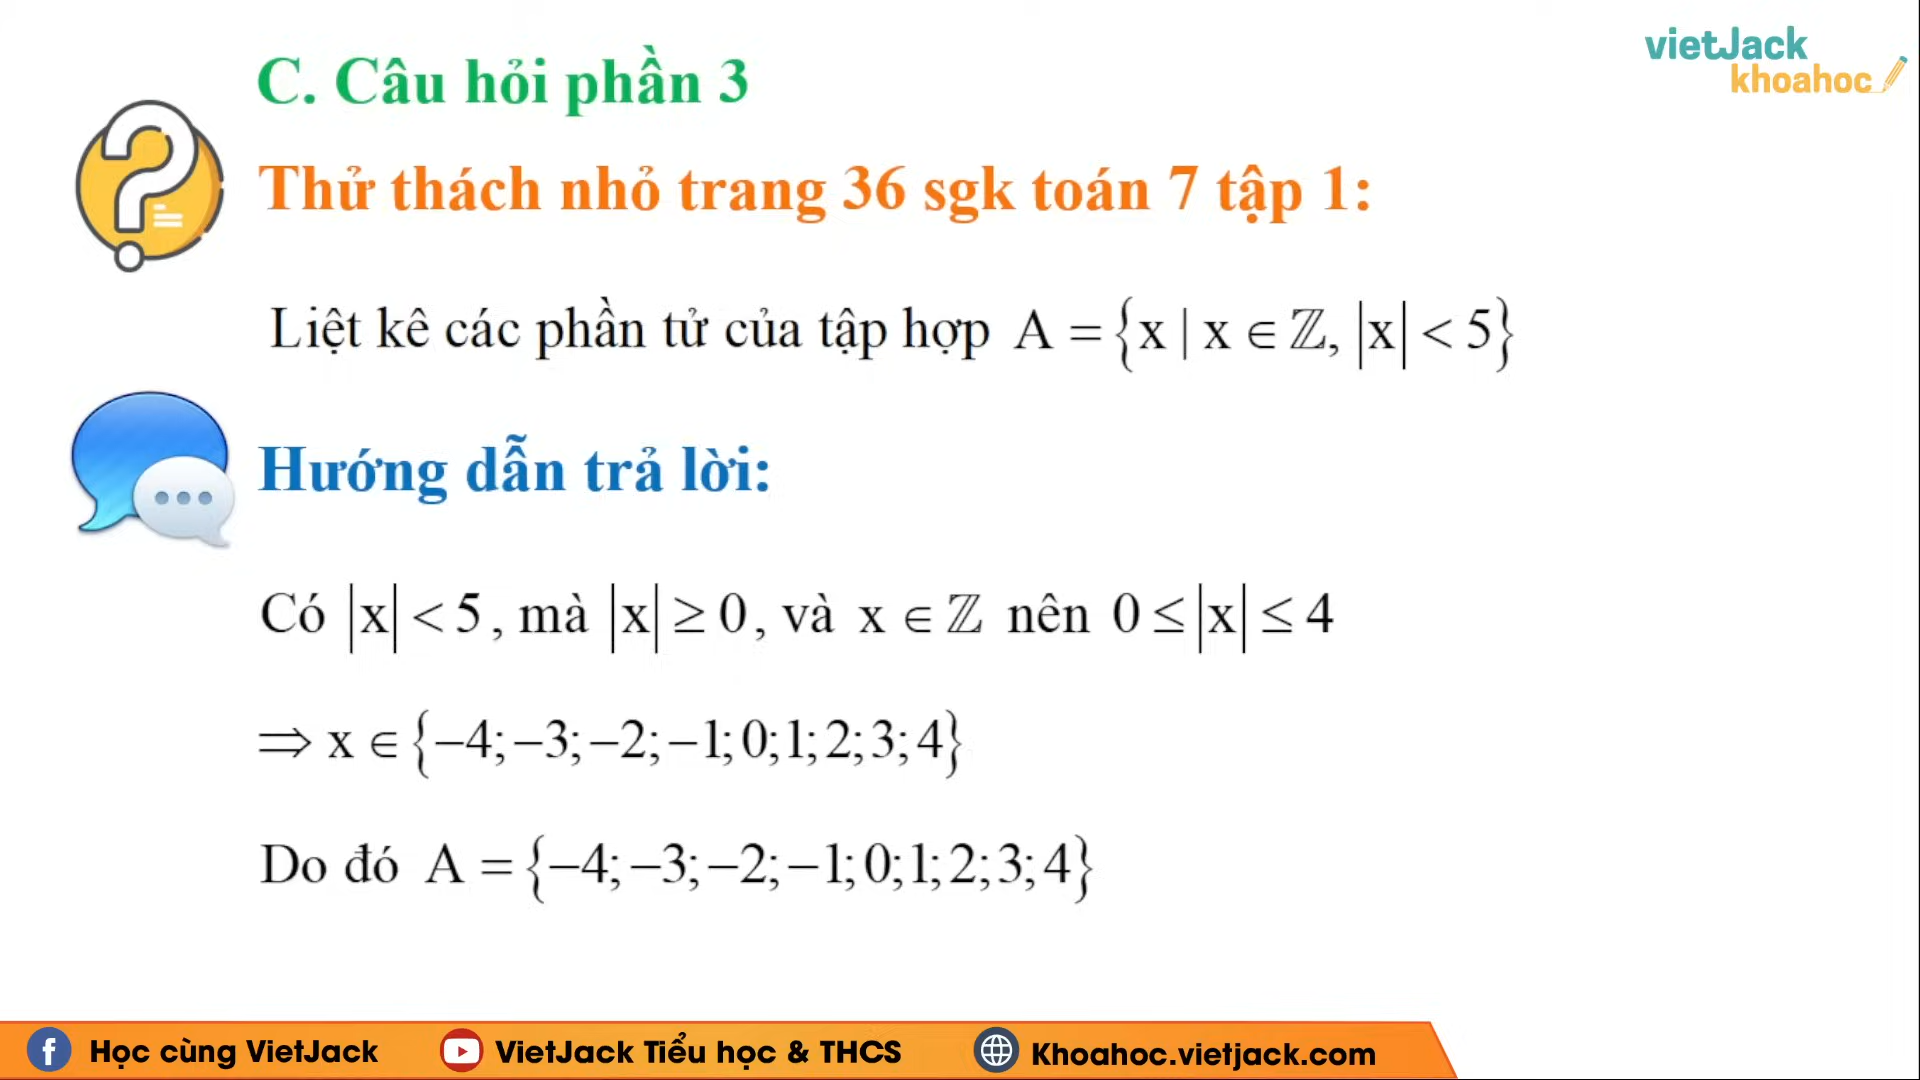 vietJack
khoahoc
C. Câu hỏi phần 3
Thử thách nhỏ trang 36 sgk toán 7 tập 1:
Liệt kê các phần tử của tập hợp A = {x | x ∈ ℤ, |x| < 5}
Hướng dẫn trả lời:
Có |x| < 5, mà |x| ≥ 0, và x ∈ ℤ nên 0 ≤ |x| ≤ 4
⇒ x ∈ {−4; −3; −2; −1; 0; 1; 2; 3; 4}
Do đó A = {−4; −3; −2; −1; 0; 1; 2; 3; 4}
Học cùng VietJack VietJack Tiểu học & THCS Khoahoc.vietjack.com